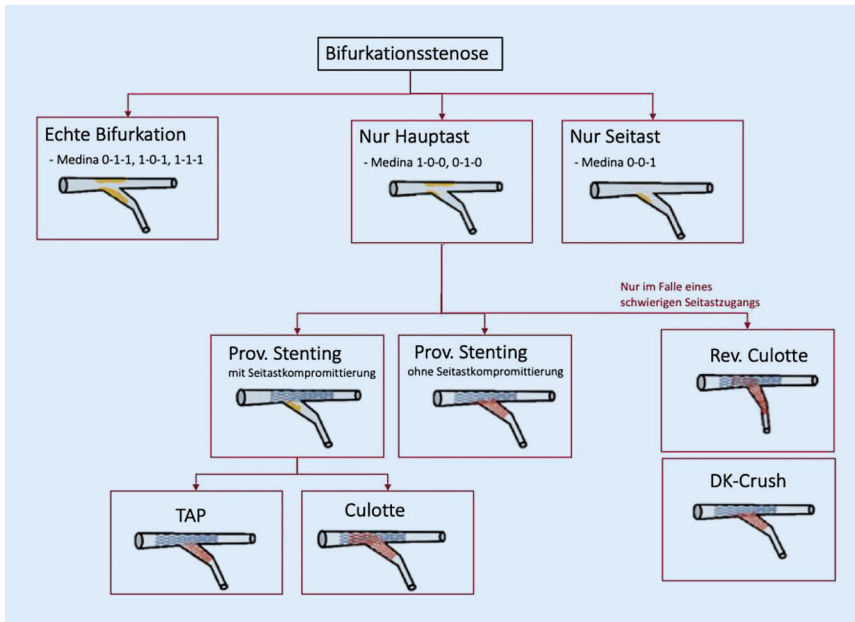 Bifurkationsstenose
Echte Bifurkation
- Medina 0-1-1, 1-0-1, 1-1-1
Nur Hauptast
- Medina 1-0-0, 0-1-0
Nur Seitast
- Medina 0-0-1
Nur im Falle eines
schwierigen Seitastzugangs
Prov. Stenting
mit Seitastkompromittierung
Prov. Stenting
ohne Seitastkompromittierung
Rev. Culotte
TAP
Culotte
DK-Crush